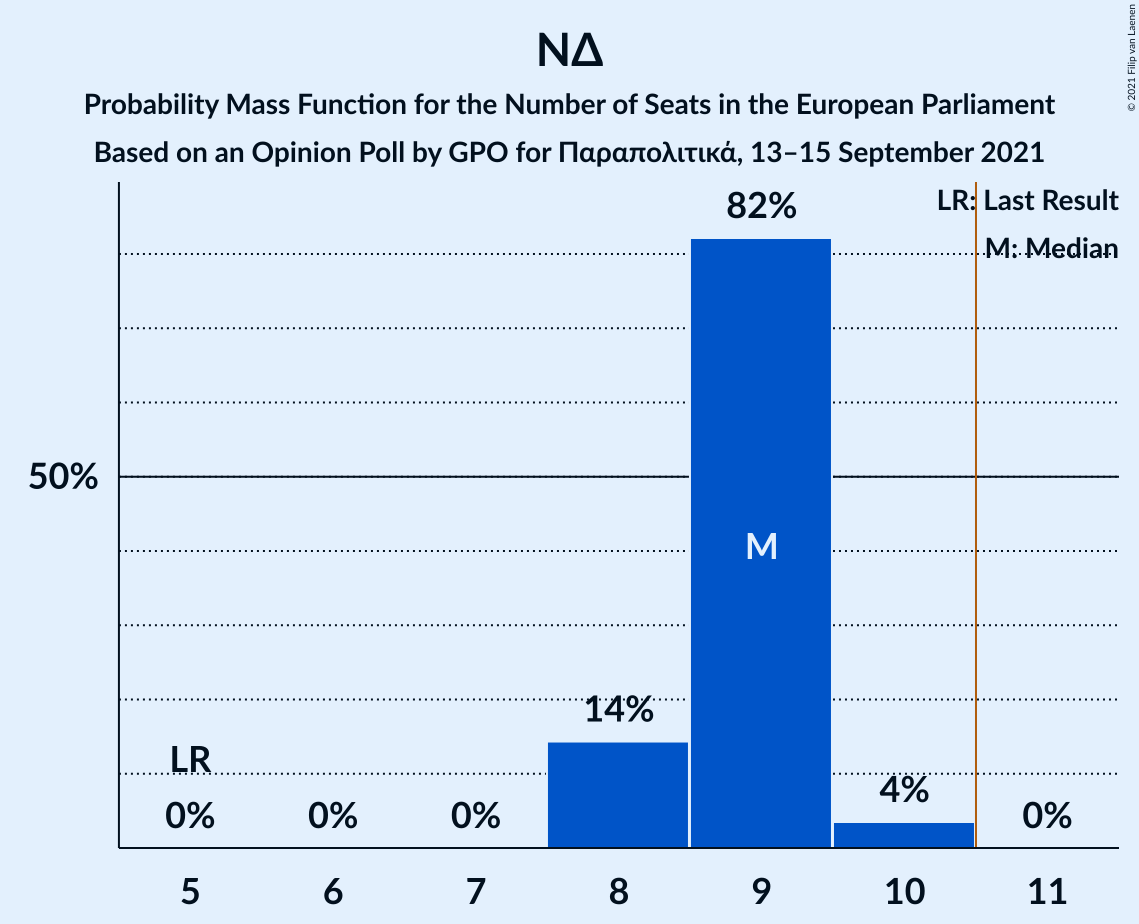 ΝΔ
Probability Mass Function for the Number of Seats in the European Parliament
Based on an Opinion Poll by GPO for Παραπολιτικά, 13–15 September 2021
© 2021 Filip van Laenen
LR: Last Result
M: Median
82%
50%
M
14%
LR
4%
0% 0% 0% 0%
5 6 7 8 9 10 11